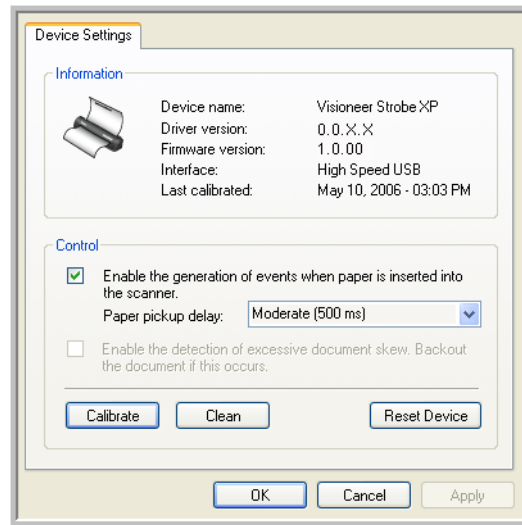 Device Settings
Information
Device name: Visioneer Strobe XP
Driver version: 0.0.X.X
Firmware version: 1.0.00
Interface: High Speed USB
Last calibrated: May 10, 2006 - 03:03 PM
Control
Enable the generation of events when paper is inserted into
the scanner.
Paper pickup delay: Moderate (500 ms)
Enable the detection of excessive document skew. Backout
the document if this occurs.
Calibrate Clean Reset Device
OK Cancel Apply